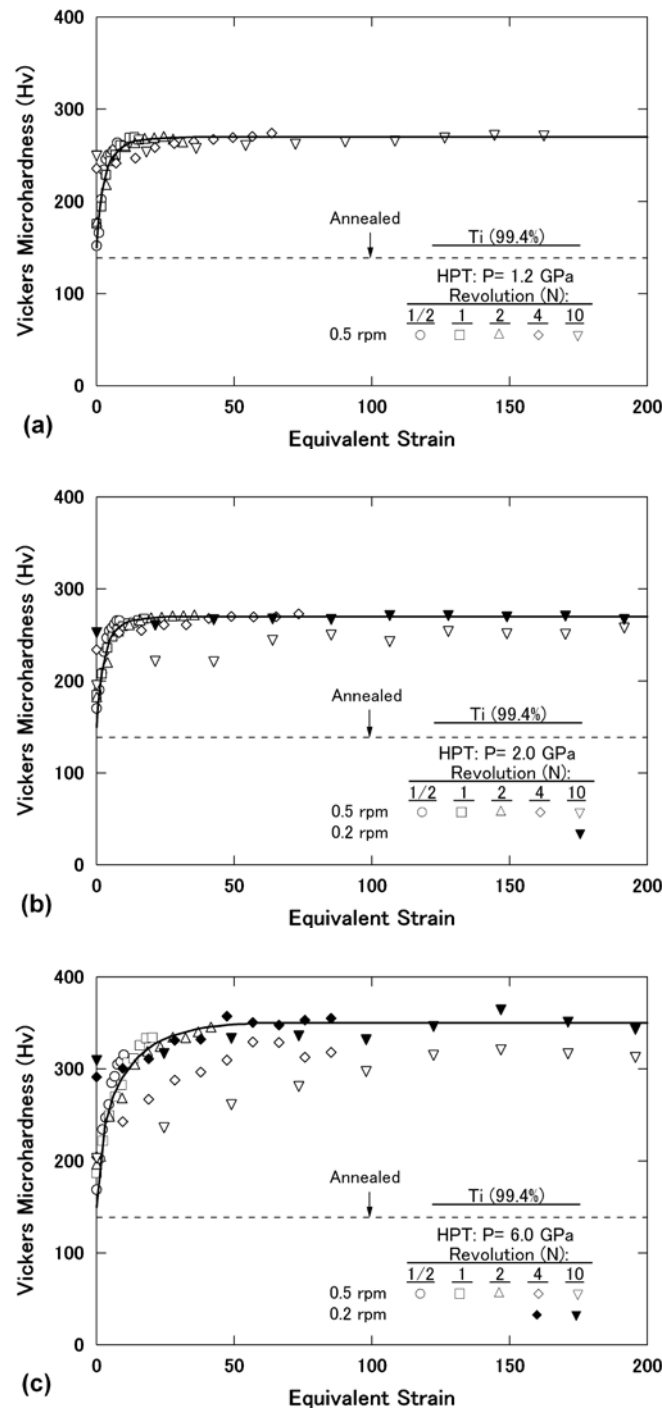 400
300
200
100
0
Vickers Microhardness (Hv)
Annealed
Ti (99.4%)
HPT: P= 1.2 GPa
Revolution (N):
1/2 1 2 4 10
0.5 rpm
0 50 100 150 200
Equivalent Strain
(a)
400
300
200
100
0
Vickers Microhardness (Hv)
Annealed
Ti (99.4%)
HPT: P= 2.0 GPa
Revolution (N):
1/2 1 2 4 10
0.5 rpm
0.2 rpm
0 50 100 150 200
Equivalent Strain
(b)
400
300
200
100
0
Vickers Microhardness (Hv)
Annealed
Ti (99.4%)
HPT: P= 6.0 GPa
Revolution (N):
1/2 1 2 4 10
0.5 rpm
0.2 rpm
0 50 100 150 200
Equivalent Strain
(c)